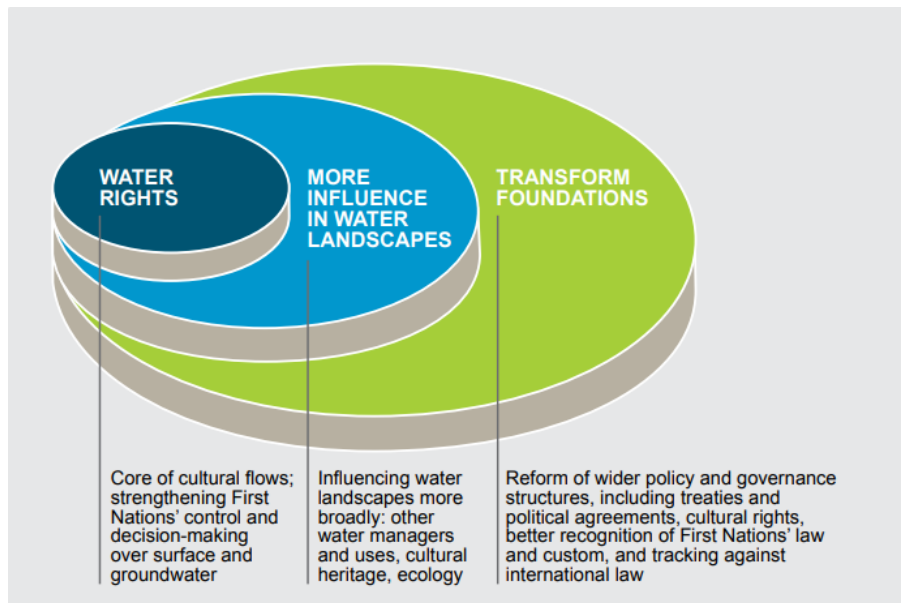 WATER
RIGHTS
MORE
INFLUENCE
IN WATER
LANDSCAPES
TRANSFORM
FOUNDATIONS
Core of cultural flows;
strengthening First
Nations’ control and
decision-making
over surface and
groundwater
Influencing water
landscapes more
broadly: other
water managers
and uses, cultural
heritage, ecology
Reform of wider policy and governance
structures, including treaties and
political agreements, cultural rights,
better recognition of First Nations’ law
and custom, and tracking against
international law